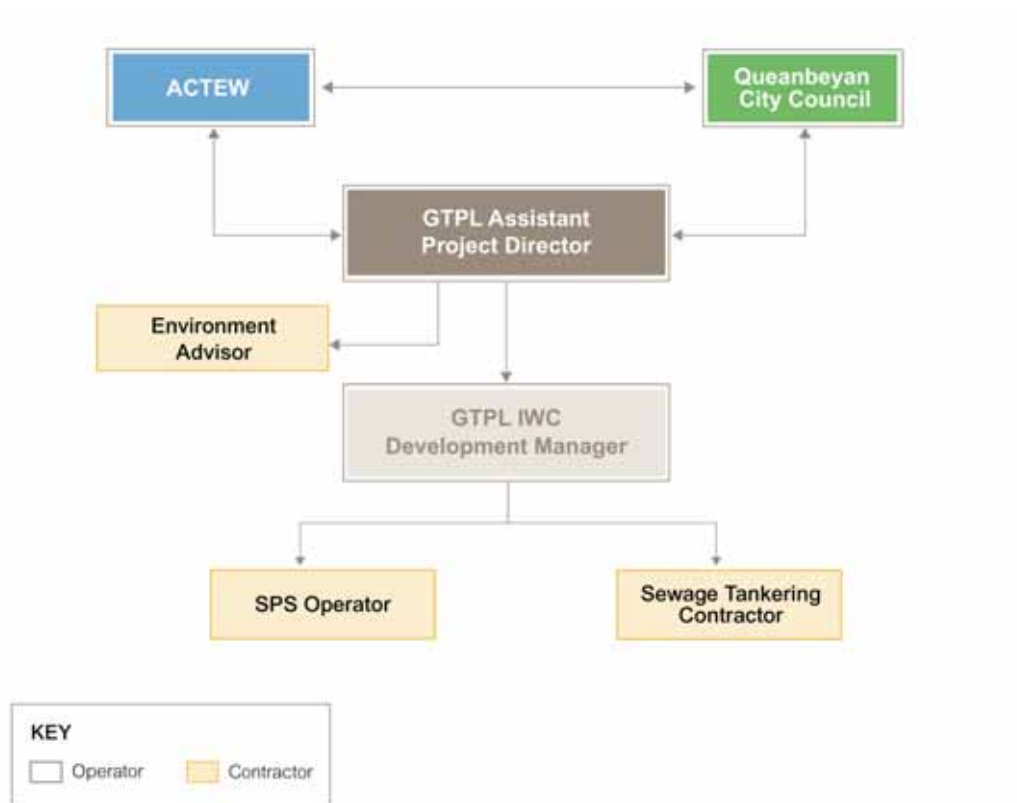 ACTEW
Queanbeyan
City Council
GTPL Assistant
Project Director
Environment
Advisor
GTPL IWC
Development Manager
SPS Operator
Sewage Tankering
Contractor
KEY
Operator
Contractor